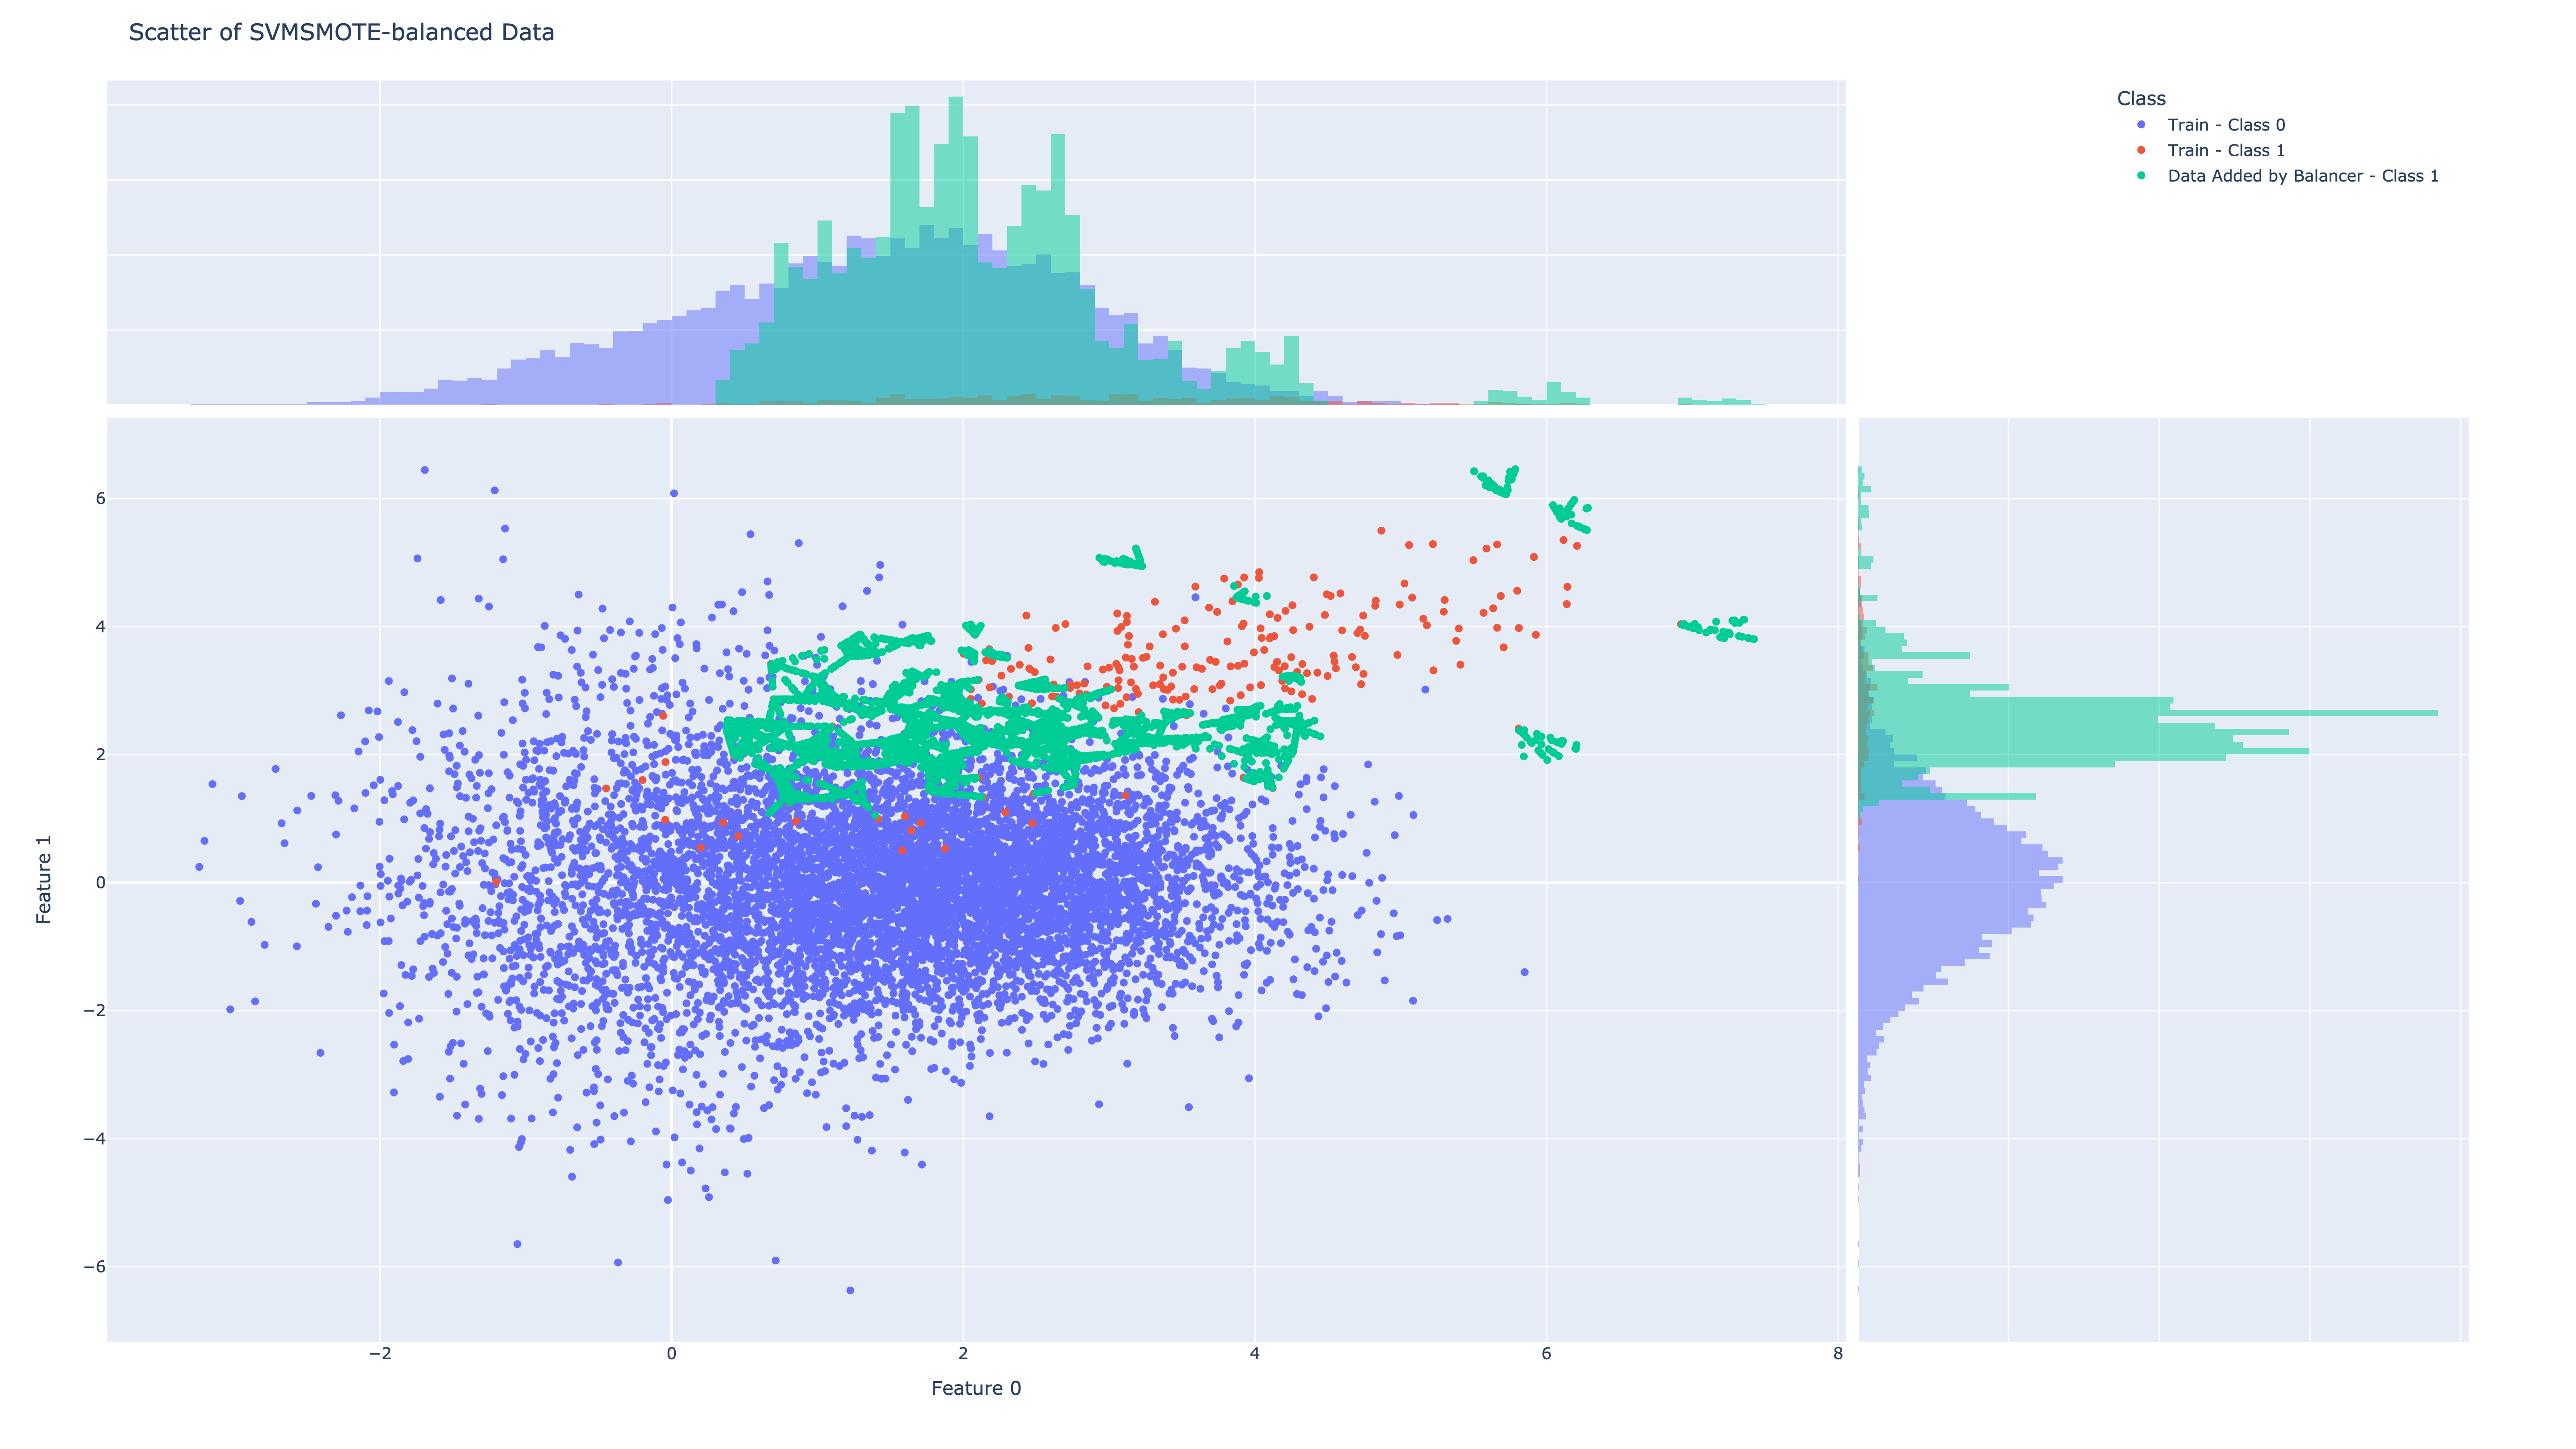 Scatter of SVMSMOTE-balanced Data
Class
Train - Class 0
Train - Class 1
Data Added by Balancer - Class 1
6
4
2
0
−2
−4
−6
Feature 1
−2
0
2
4
6
8
Feature 0